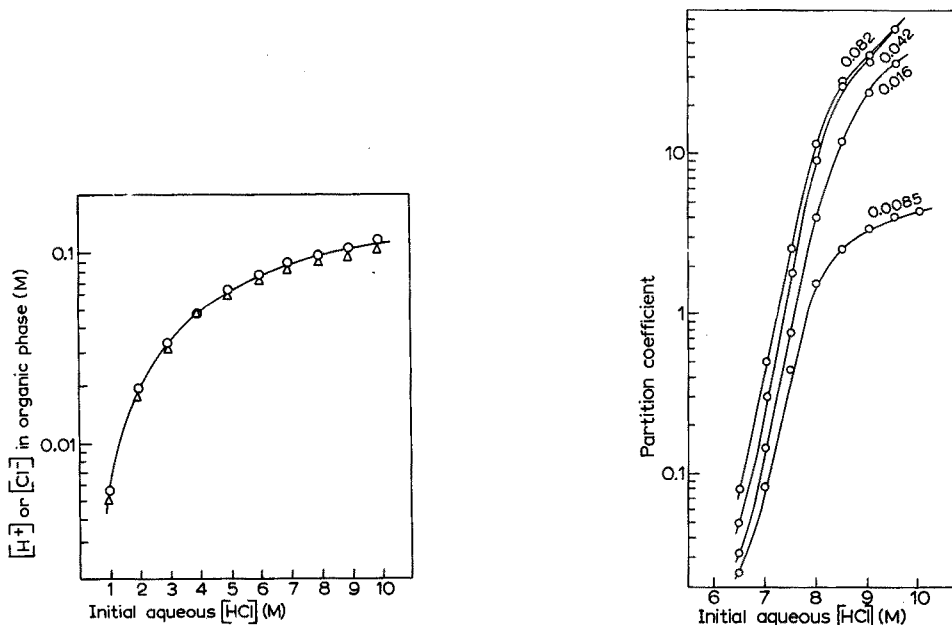 [H+] or [Cl-] in organic phase (M)
0.1
0.01
1 2 3 4 5 6 7 8 9 10
Initial aqueous [HCl] (M)
Partition coefficient
10
1
0.1
0.082
0.042
0.016
0.0085
6 7 8 9 10
Initial aqueous [HCl] (M)